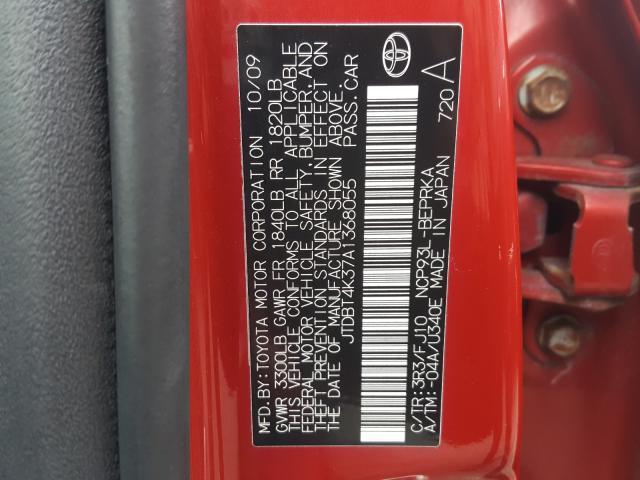 MFD.BY:TOYOTA MOTOR CORPORATION 10/09
GVWR 3300LB GAWR FR 1840LB RR 1820LB
THIS VEHICLE CONFORMS TO ALL APPLICABLE
FEDERAL MOTOR VEHICLE SAFETY, BUMPER, AND
THEFT PREVENTION STANDARDS IN EFFECT ON
THE DATE OF MANUFACTURE SHOWN ABOVE.
JTDBT4K37A1368055 PASS.CAR
C/TR:3R3/FJ10 NCP93L-BEPRKA 720 A
A/TM:-04A/U340E MADE IN JAPAN